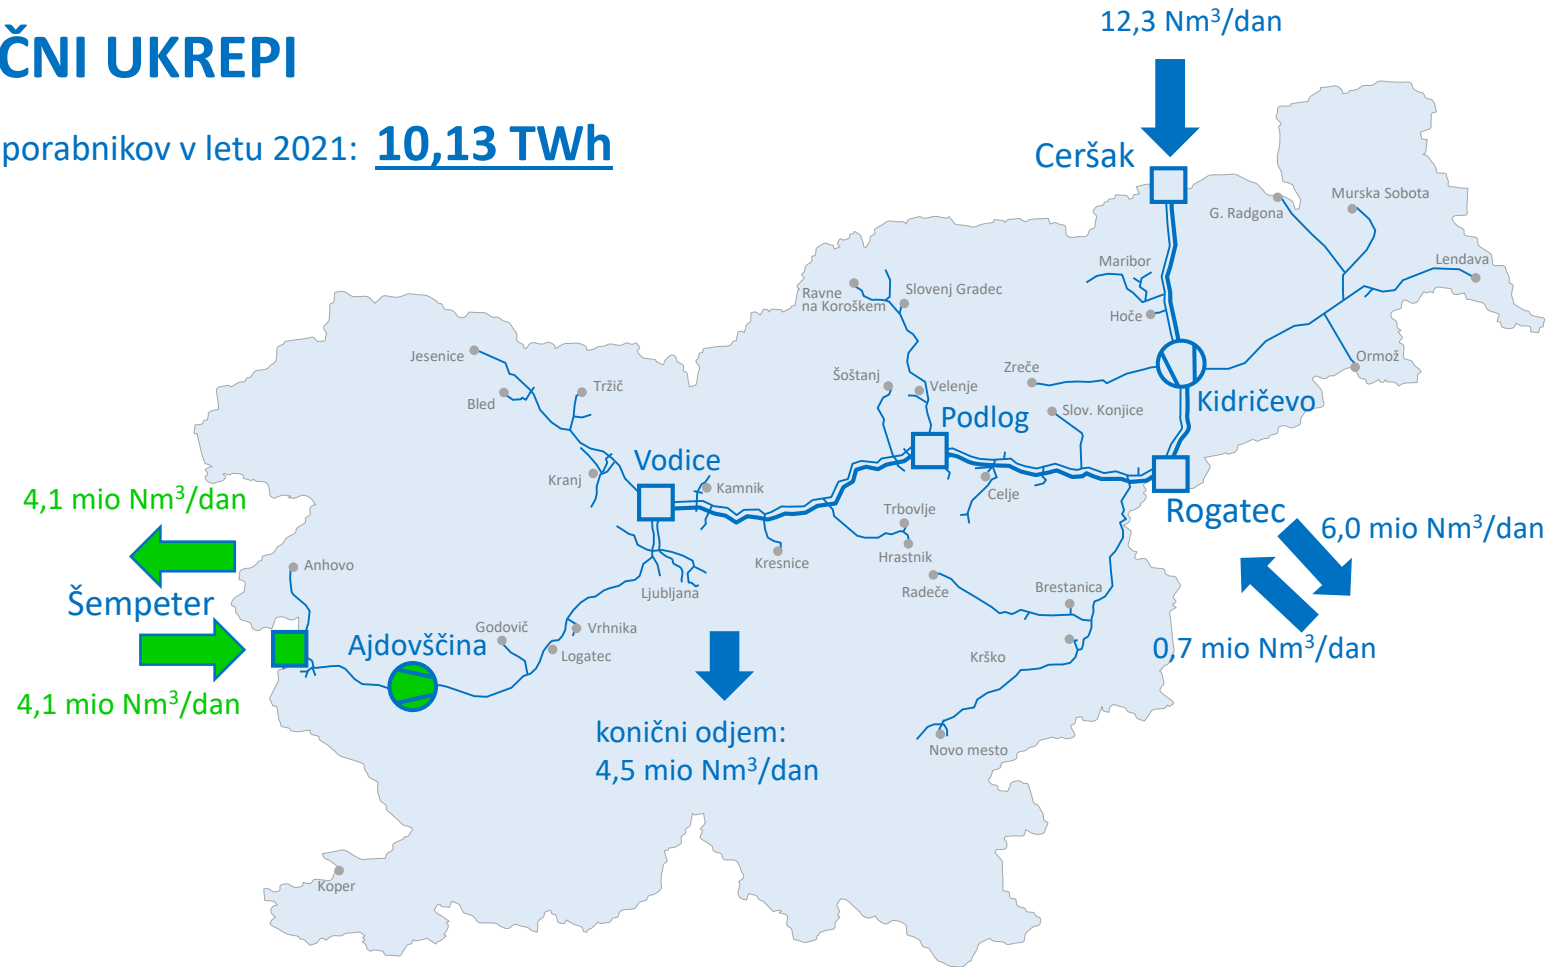 12,3 Nm³/dan
ČNI UKREPI
porabnikov v letu 2021: 10,13 TWh
Ceršak
G. Radgona
Murska Sobota
Maribor
Lendava
Ravne
na Koroškem
Slovenj Gradec
Hoče
Jesenice
Tržič
Šoštanj
Velenje
Zreče
Ormož
Bled
Kidričevo
Podlog
Slov. Konjice
Vodice
Kranj
Kamnik
Celje
4,1 mio Nm³/dan
Rogatec
Trbovlje
6,0 mio Nm³/dan
Anhovo
Kresnice
Hrastnik
Šempeter
Ljubljana
Radeče
Brestanica
Godovič
Vrhnika
Ajdovščina
Logatec
Krško
0,7 mio Nm³/dan
4,1 mio Nm³/dan
konični odjem:
4,5 mio Nm³/dan
Novo mesto
Koper